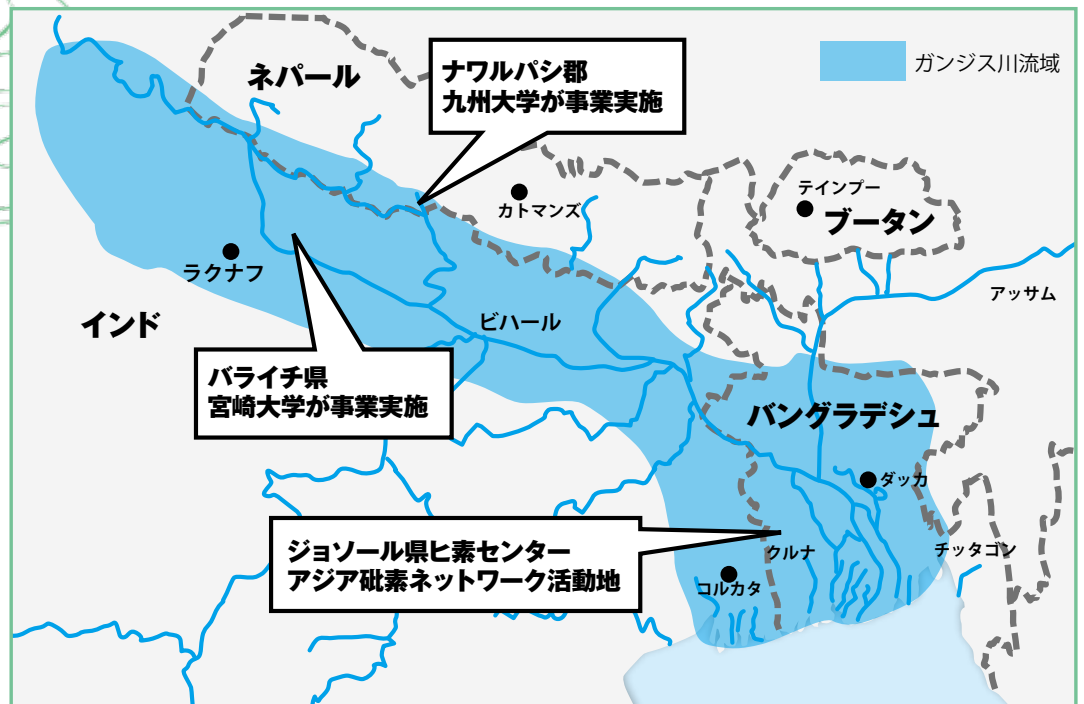 ネパール
ナワルパシ郡
九州大学が事業実施
ガンジス川流域
カトマンズ
テインプー
ブータン
ラクナフ
アッサム
インド
ビハール
バライチ県
宮崎大学が事業実施
バングラデシュ
ダッカ
ジョソール県ヒ素センター
アジア砒素ネットワーク活動地
クルナ
チッタゴン
コルカタ